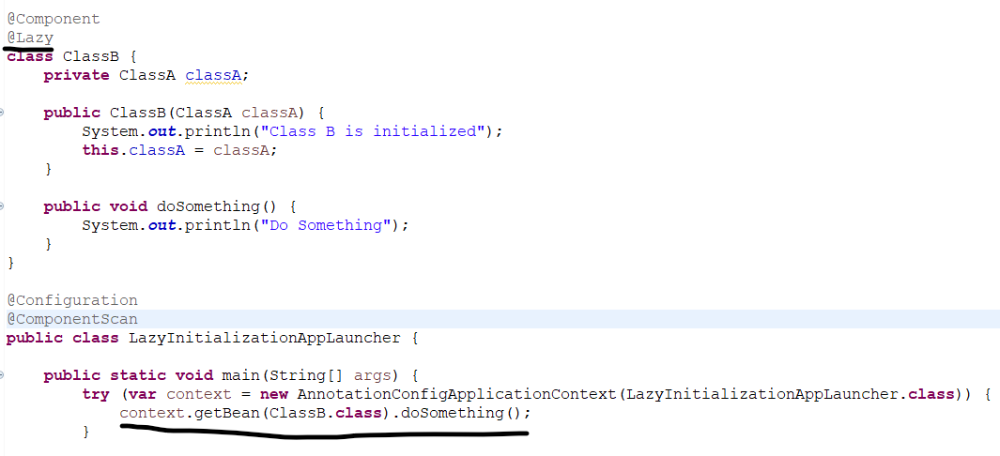 @Component
@Lazy
class ClassB {
    private ClassA classA;
    public ClassB(ClassA classA) {
        System.out.println("Class B is initialized");
        this.classA = classA;
    }
    public void doSomething() {
        System.out.println("Do Something");
    }
}
@Configuration
@ComponentScan
public class LazyInitializationAppLauncher {
    public static void main(String[] args) {
        try (var context = new AnnotationConfigApplicationContext(LazyInitializationAppLauncher.class)) {
            context.getBean(ClassB.class).doSomething();
        }